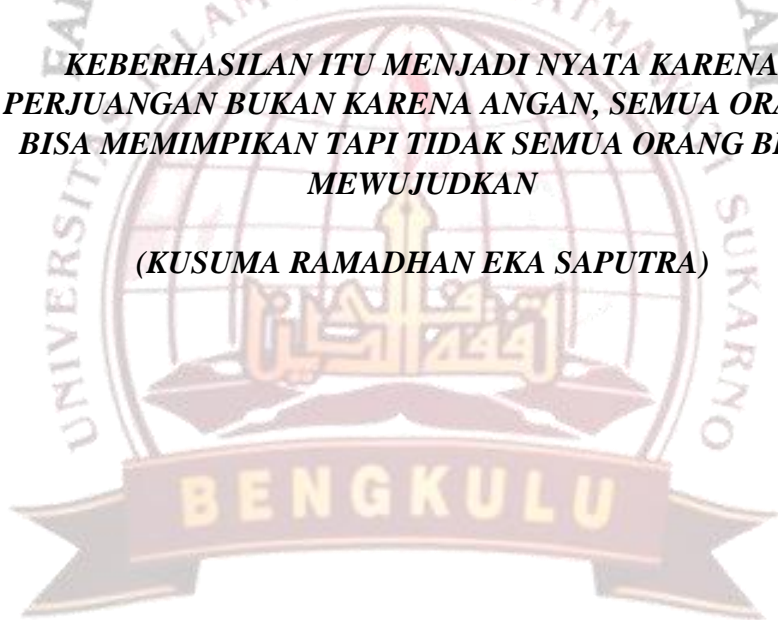 KEBERHASILAN ITU MENJADI NYATA KARENA
PERJUANGAN BUKAN KARENA ANGAN, SEMUA
BISA MEMIMPIKAN TAPI TIDAK SEMUA ORANG
MEWUJUDKAN
(KUSUMA RAMADHAN EKA SAPUTRA)
SUKARNO
BENGKULU